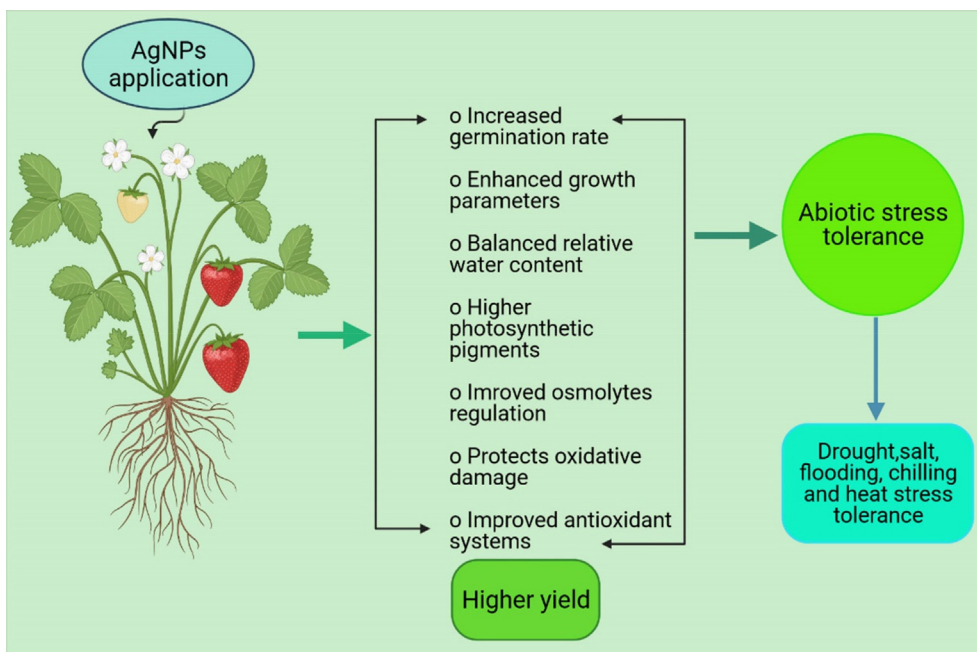 AgNPs
application
o Increased
germination rate
o Enhanced growth
parameters
o Balanced relative
water content
o Higher
photosynthetic
pigments
o Imroved osmolytes
regulation
o Protects oxidative
damage
o Improved antioxidant
systems
Higher yield
Abiotic stress
tolerance
Drought,salt,
flooding, chilling
and heat stress
tolerance